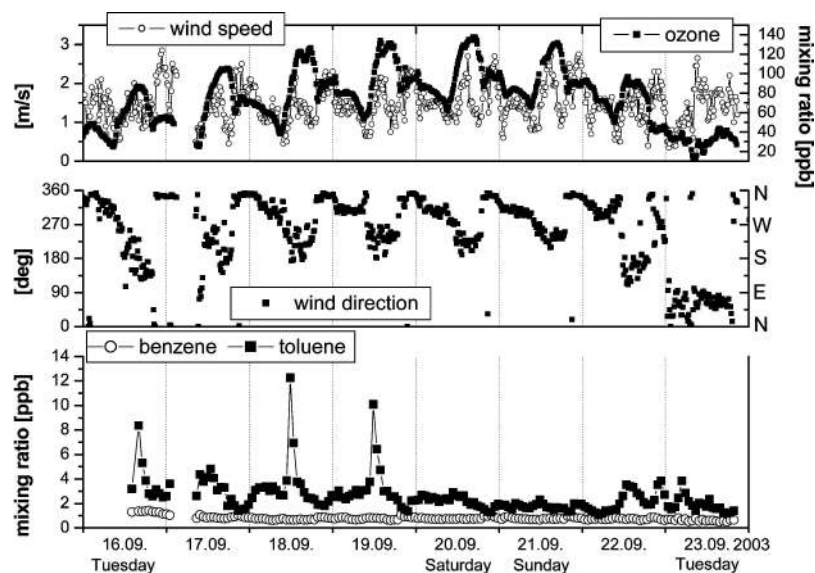 wind speed
ozone
3
2
1
0
[m/s]
140
120
100
80
60
40
20
mixing ratio [ppb]
360
270
180
90
0
[deg]
N
W
S
E
N
wind direction
benzene toluene
14
12
10
8
6
4
2
0
mixing ratio [ppb]
16.09. 17.09. 18.09. 19.09. 20.09. 21.09. 22.09. 23.09. 2003
Tuesday Saturday Sunday Tuesday